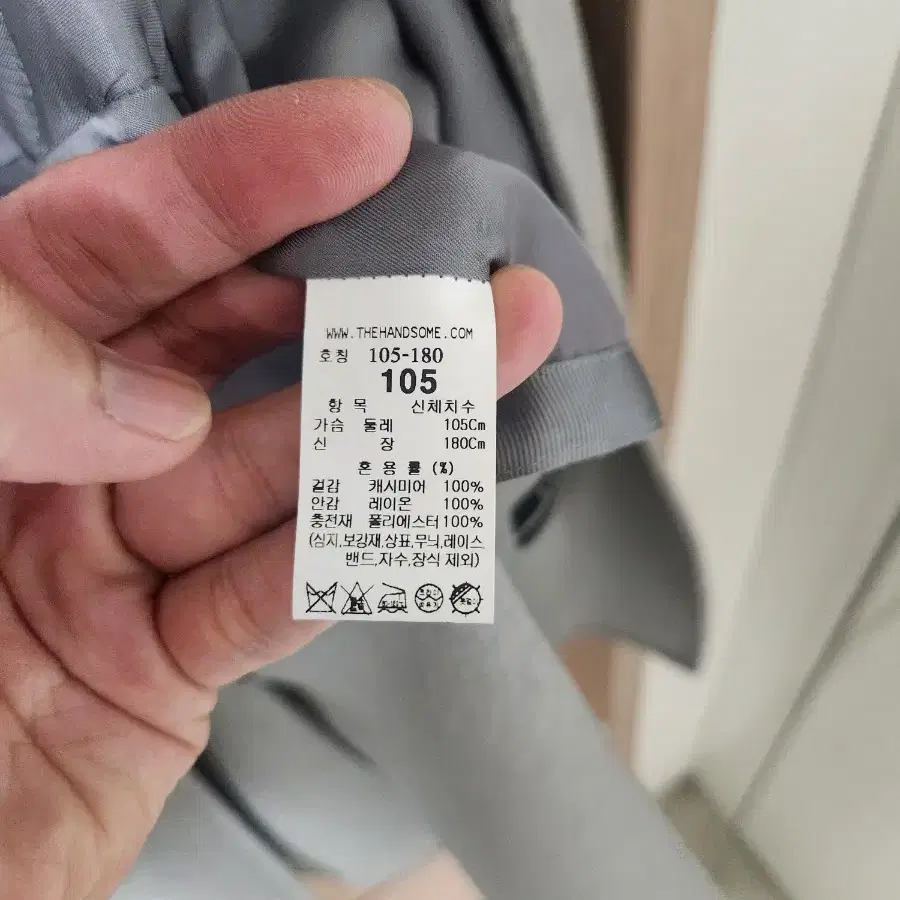 WWW.THEHANDSOME.COM
호칭 105-180
105
항 목 신체치수
가슴 둘레 105Cm
신 장 180Cm
혼 용 률 (%)
겉감 캐시미어 100%
안감 레이온 100%
충전재 폴리에스터 100%
(심지,보강재,상표,무늬,레이스
밴드,자수,장식 제외)